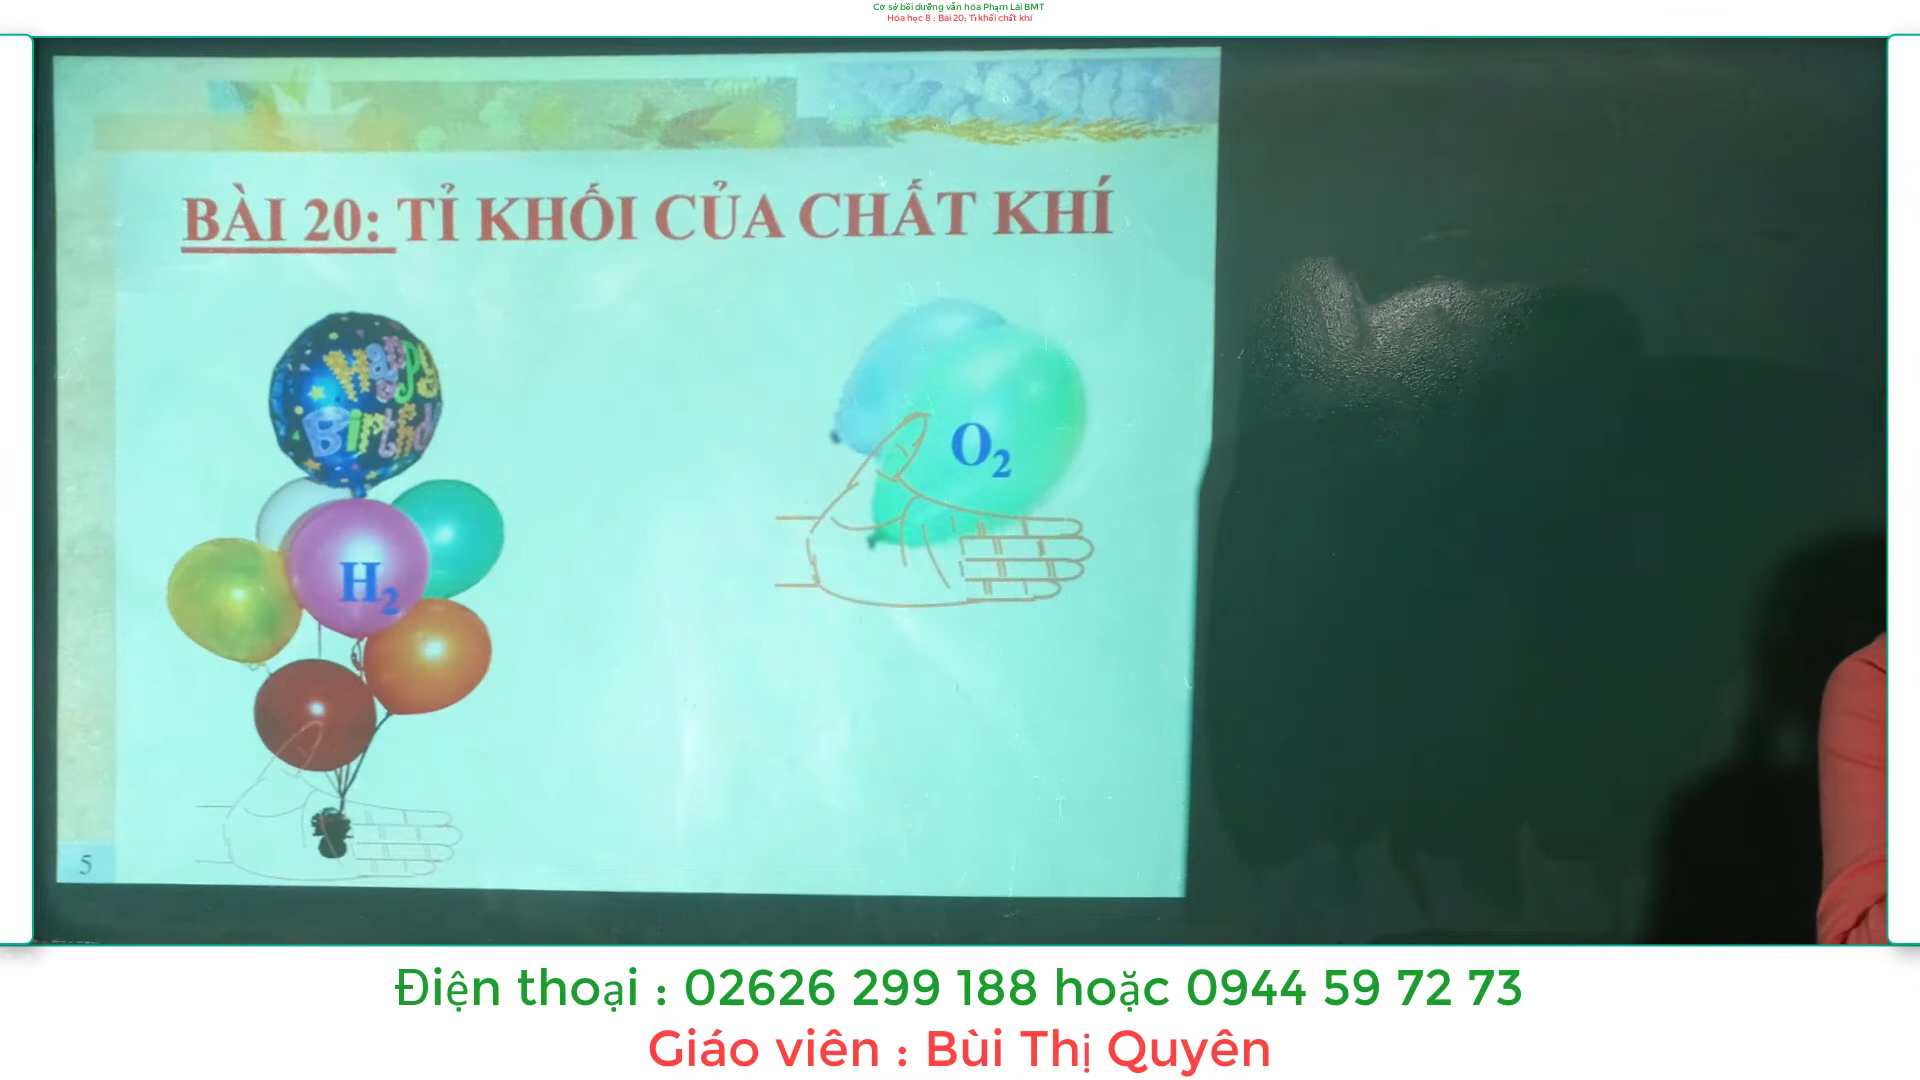 Cơ sở bồi dưỡng văn hóa Phạm Lài BMT
Hóa học 8 : Bài 20: Tỉ khối chất khí
BÀI 20: TỈ KHỐI CỦA CHẤT KHÍ
Happy
Birthd
O₂
H₂
5
Điện thoại : 02626 299 188 hoặc 0944 59 72 73
Giáo viên : Bùi Thị Quyên